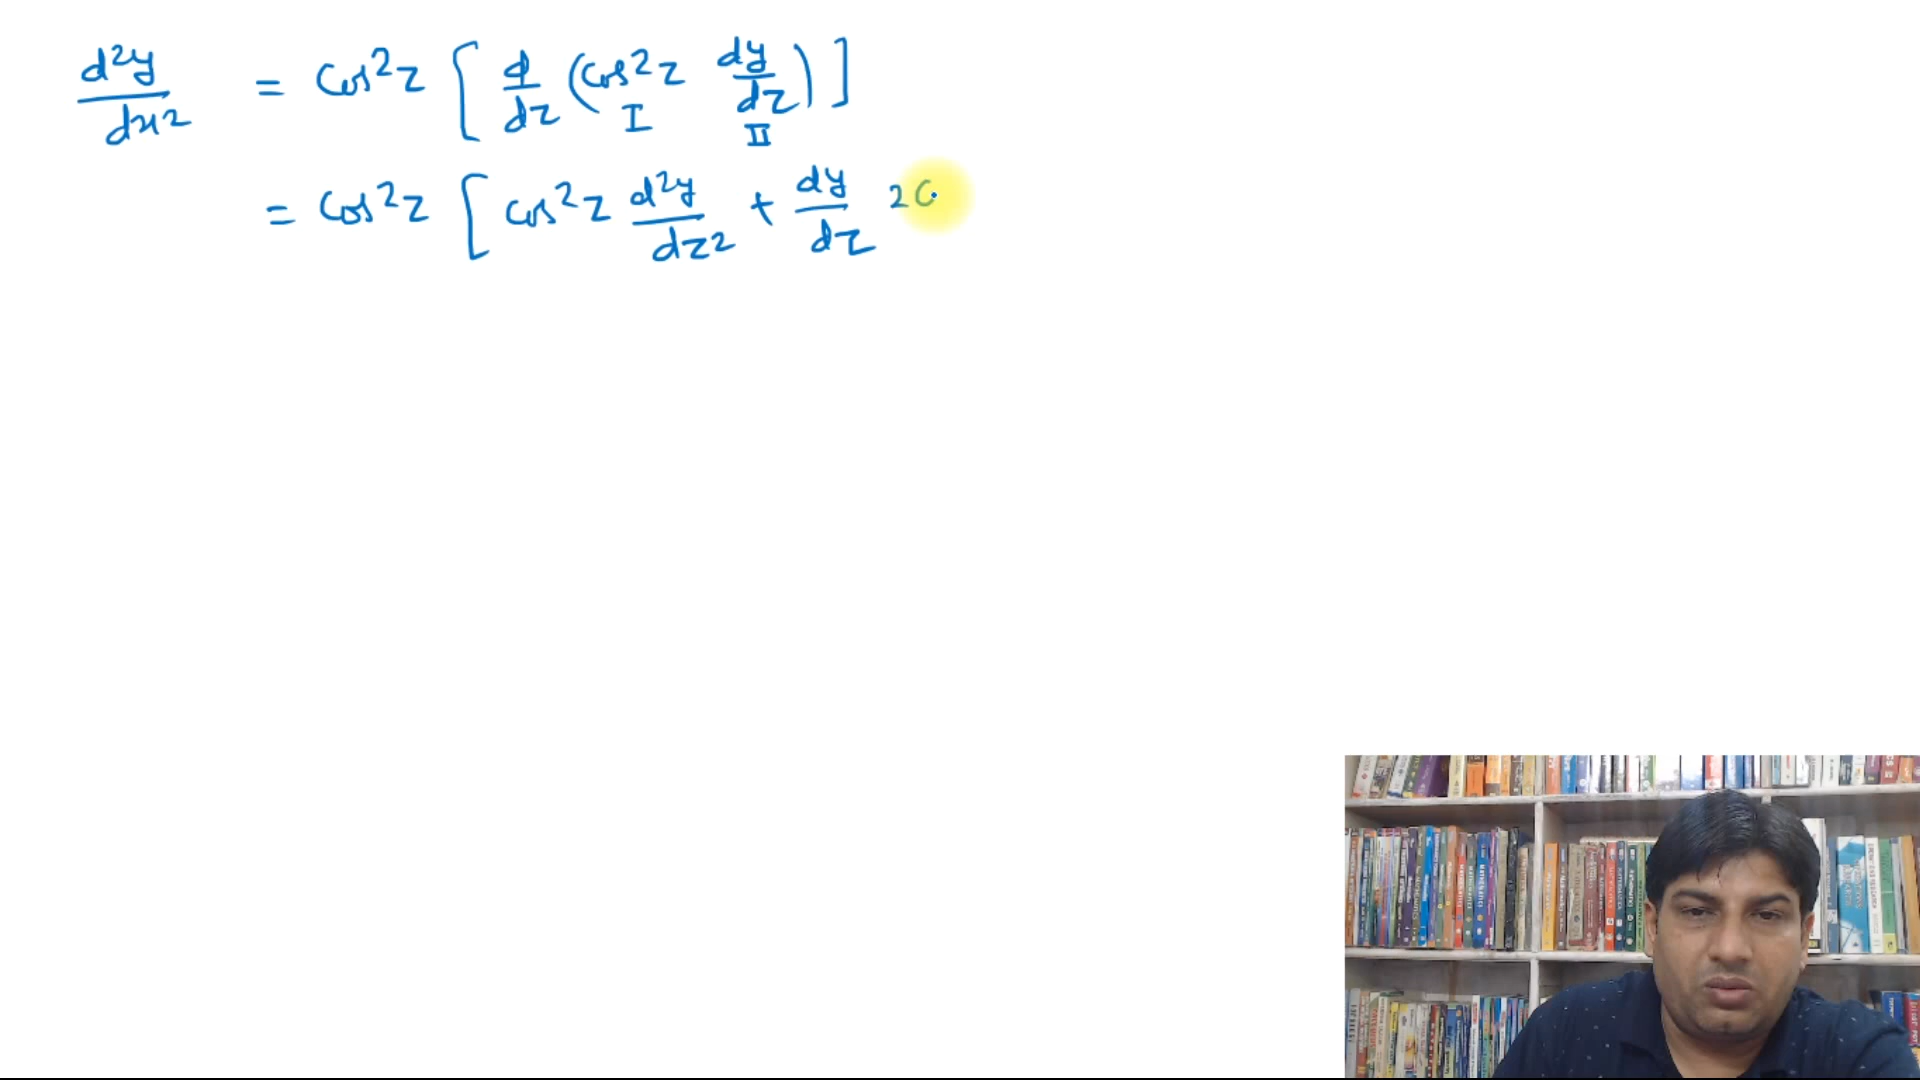 d²y/dx² = Cos²z [ d/dz (Cos²z dy/dz) ]
I II
= Cos²z [ Cos²z d²y/dz² + dy/dz 2C